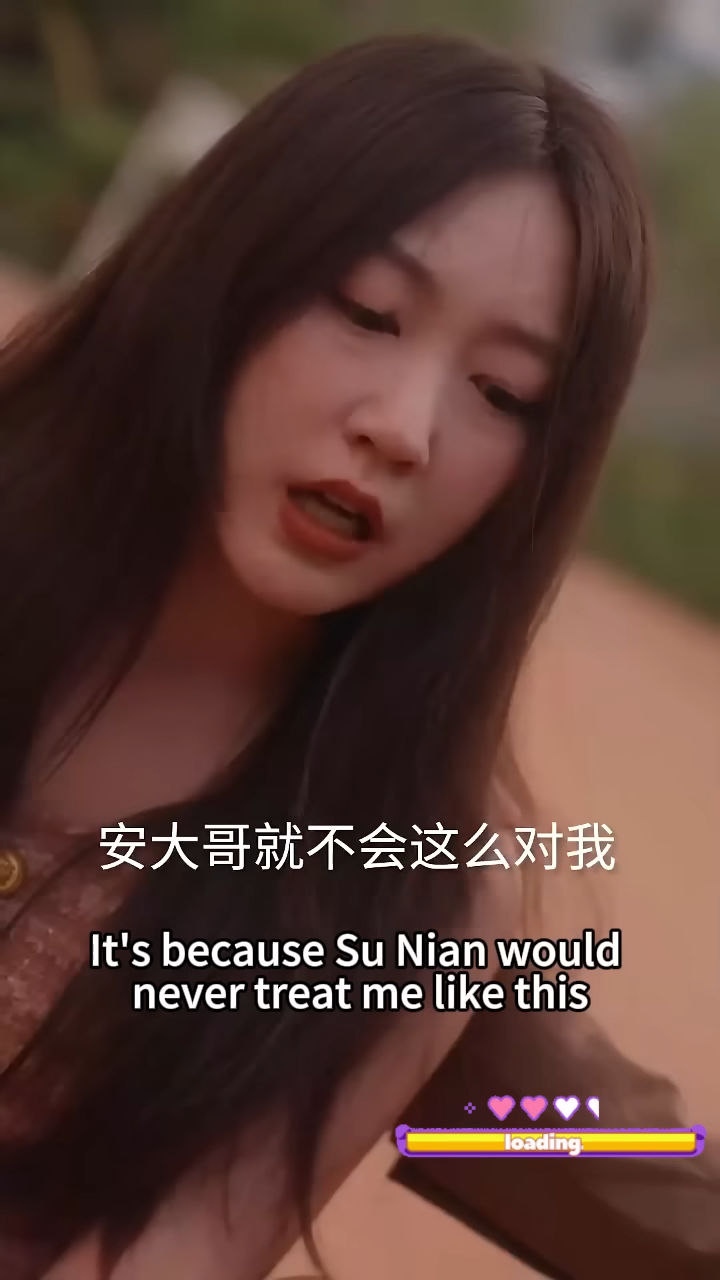 安大哥就不会这么对我
It's because Su Nian would
never treat me like this
loading